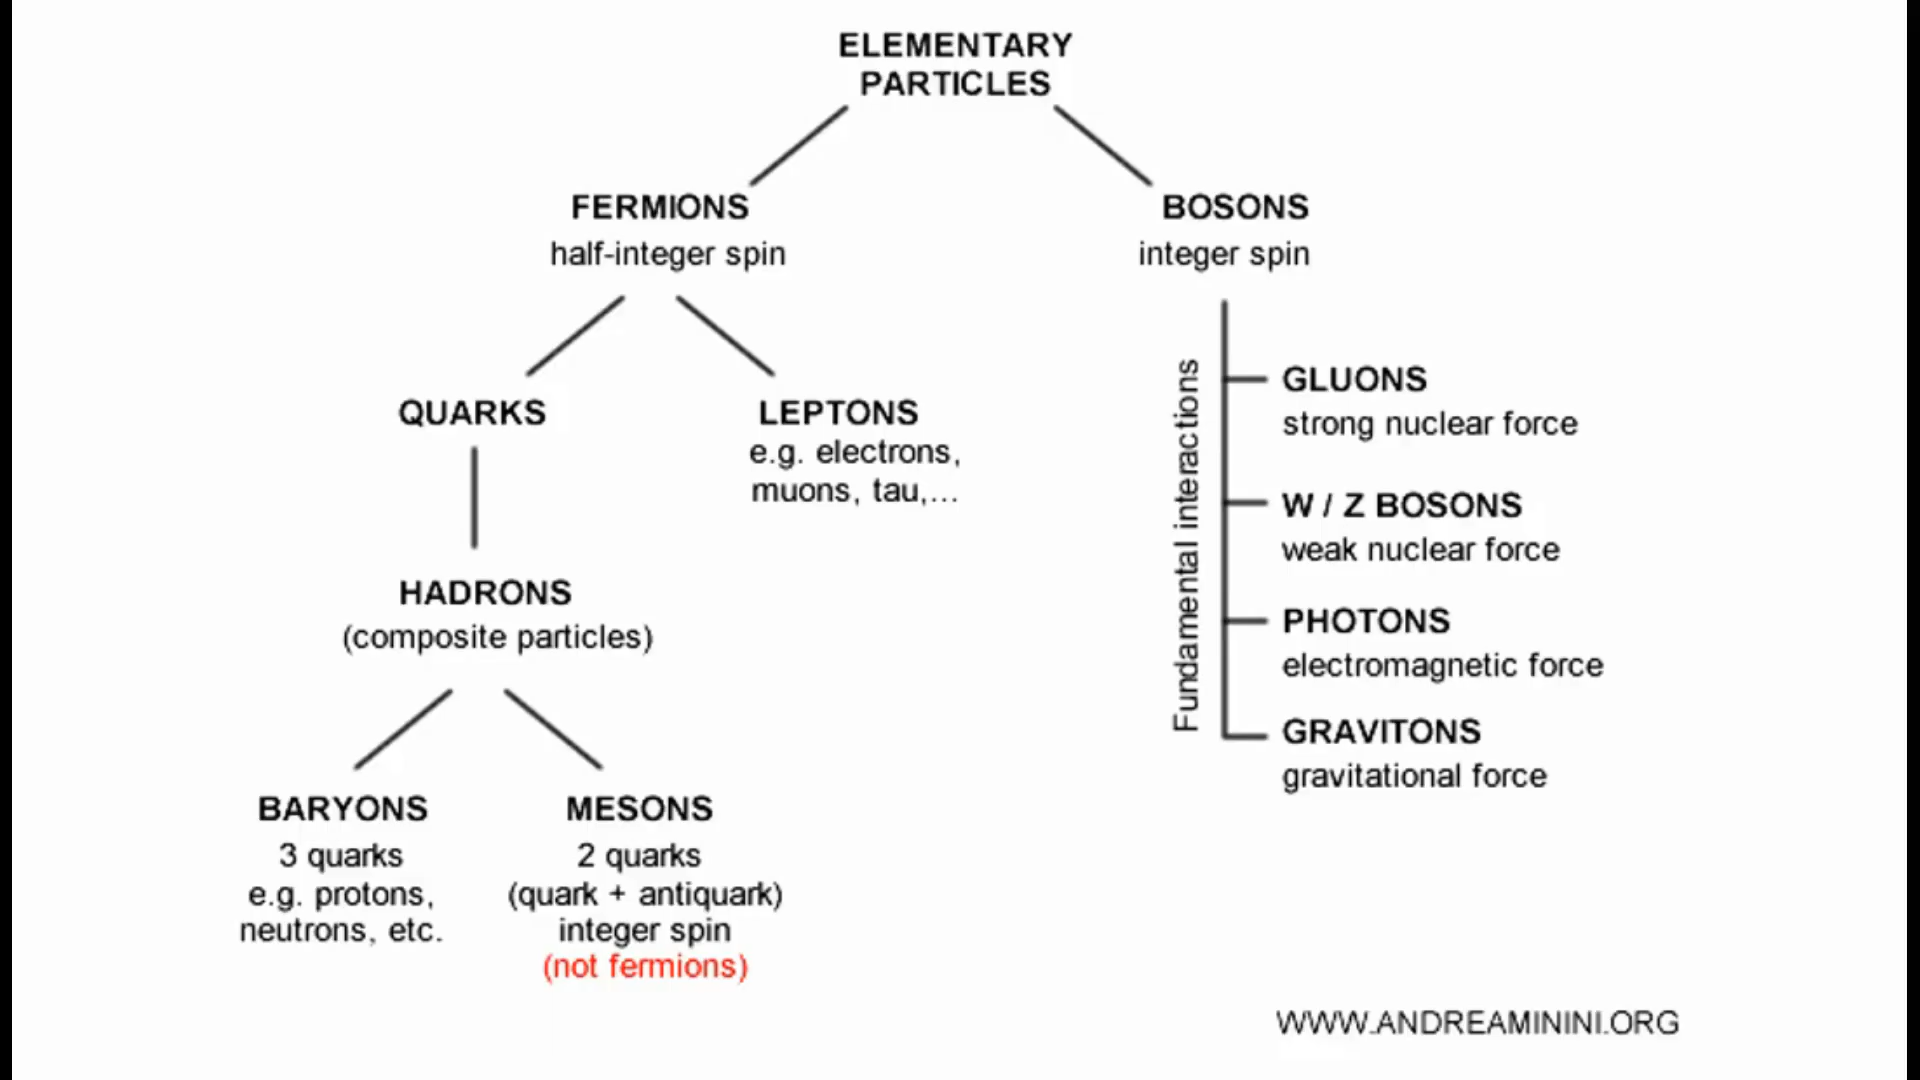 ELEMENTARY
PARTICLES
FERMIONS
half-integer spin
BOSONS
integer spin
QUARKS
LEPTONS
e.g. electrons,
muons, tau,...
HADRONS
(composite particles)
BARYONS
3 quarks
e.g. protons,
neutrons, etc.
MESONS
2 quarks
(quark + antiquark)
integer spin
(not fermions)
Fundamental interactions
GLUONS
strong nuclear force
W / Z BOSONS
weak nuclear force
PHOTONS
electromagnetic force
GRAVITONS
gravitational force
WWW.ANDREAMININI.ORG